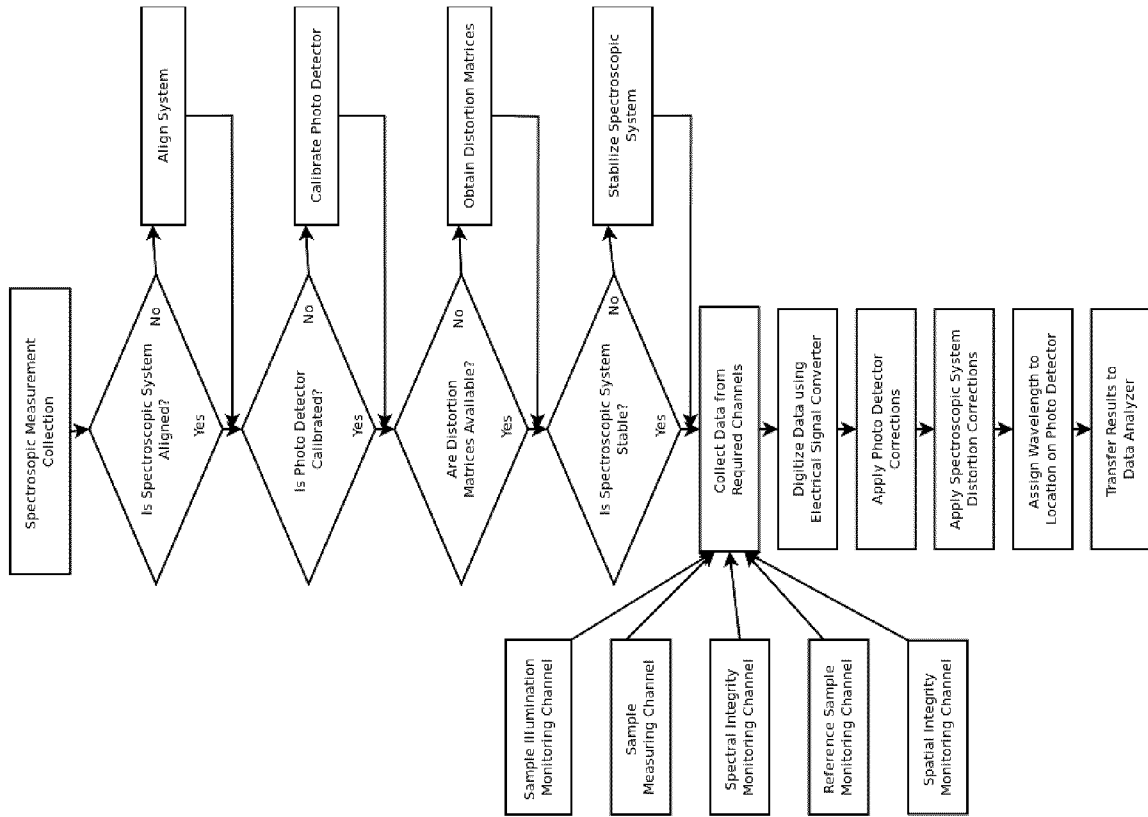 Spectrosopic Measurement
Collection
Is Spectroscopic System
Aligned?
No
Yes
Align System
Is Photo Detector
Calibrated?
No
Yes
Calibrate Photo Detector
Are Distortion
Matrices Available?
No
Yes
Obtain Distortion Matrices
Is Spectroscopic System
Stable?
No
Yes
Stabilize Spectroscopic
System
Sample Illumination
Monitoring Channel
Sample
Measuring Channel
Spectral Integrity
Monitoring Channel
Reference Sample
Monitoring Channel
Spatial Integrity
Monitoring Channel
Collect Data from
Required Channels
Digitize Data using
Electrical Signal Converter
Apply Photo Detector
Corrections
Apply Spectroscopic System
Distortion Corrections
Assign Wavelength to
Location on Photo Detector
Transfer Results to
Data Analyzer